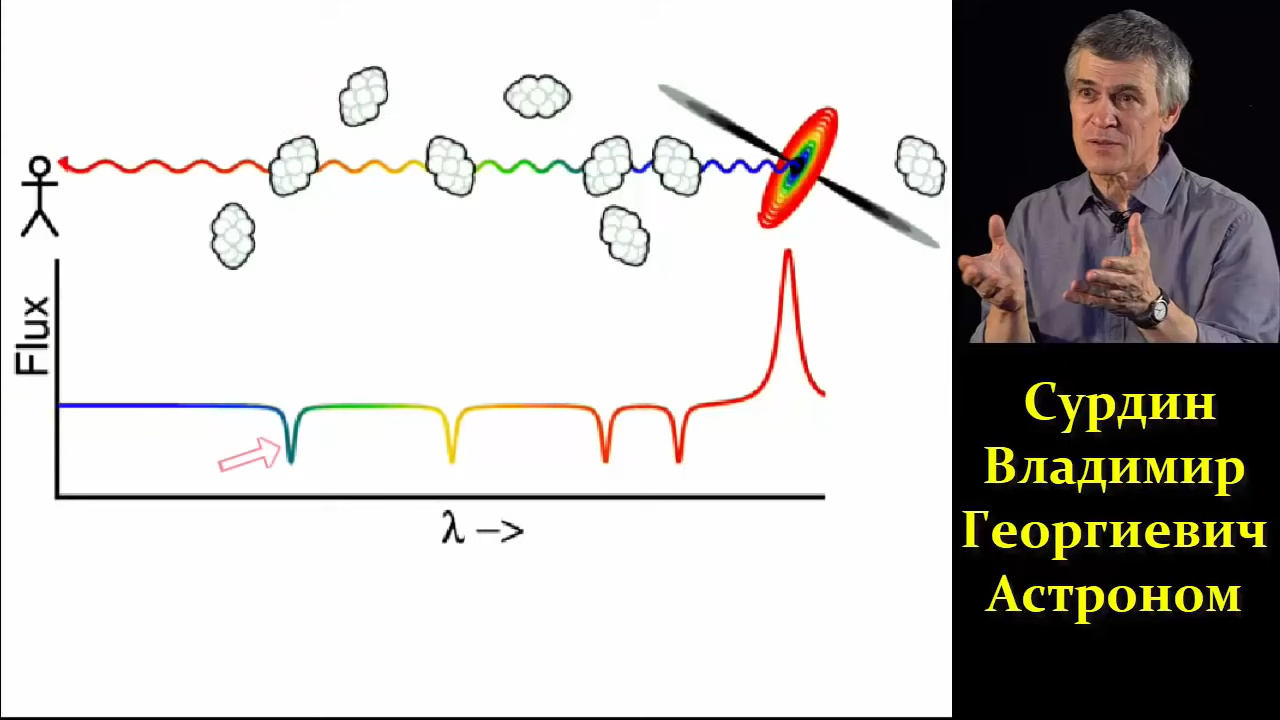 Flux
λ –>
Сурдин
Владимир
Георгиевич
Астроном